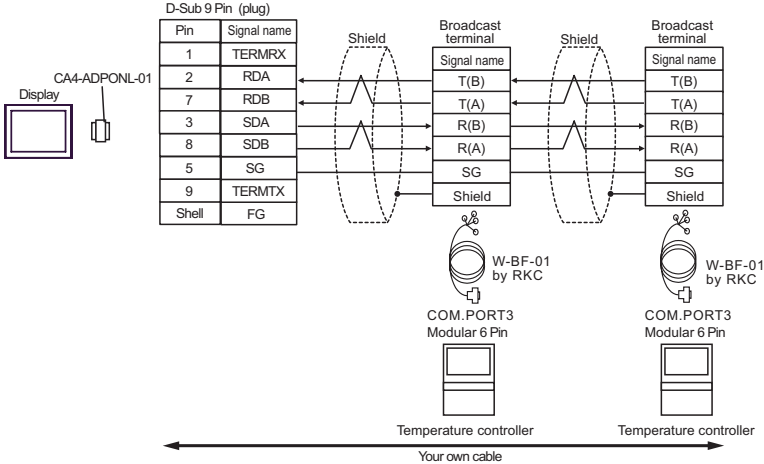 D-Sub 9 Pin (plug)
Pin Signal name
1 TERMRX
2 RDA
7 RDB
3 SDA
8 SDB
5 SG
9 TERMTX
Shell FG
CA4-ADPONL-01
Display
Shield
Broadcast
terminal
Signal name
T(B)
T(A)
R(B)
R(A)
SG
Shield
Shield
Broadcast
terminal
Signal name
T(B)
T(A)
R(B)
R(A)
SG
Shield
W-BF-01
by RKC
COM.PORT3
Modular 6 Pin
Temperature controller
W-BF-01
by RKC
COM.PORT3
Modular 6 Pin
Temperature controller
Your own cable